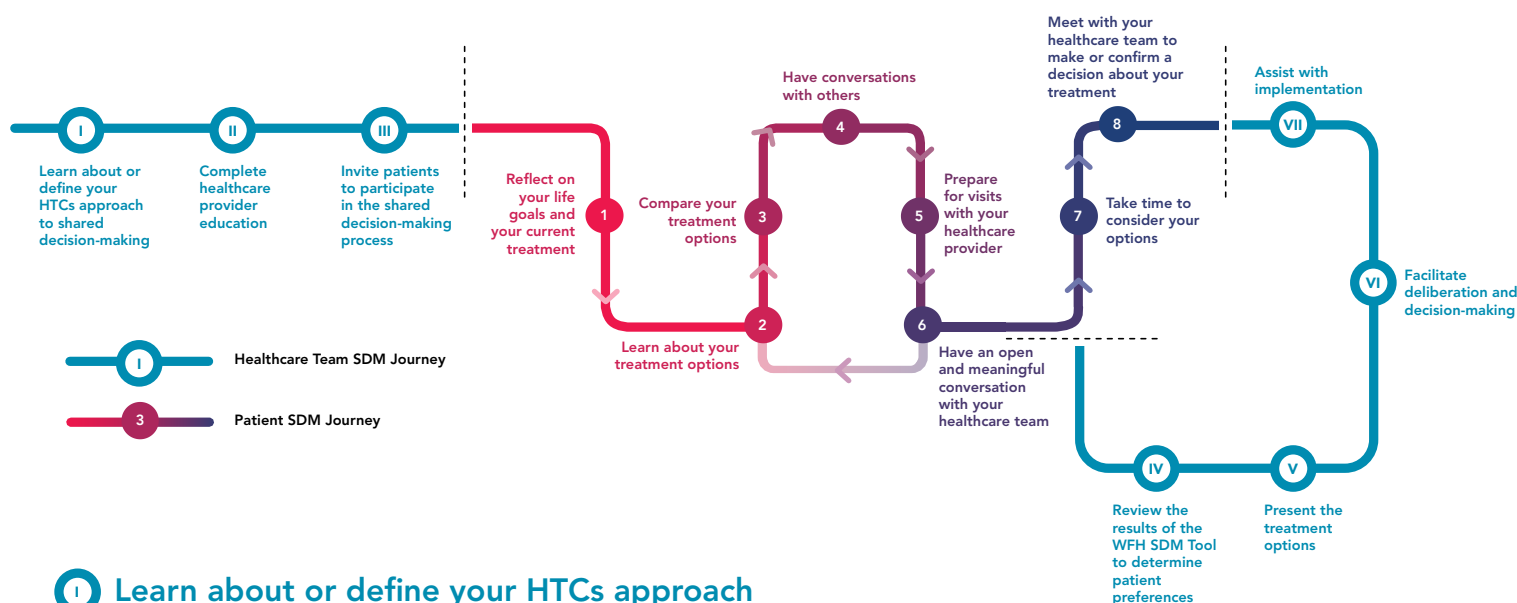 I
Learn about or
define your
HTCs approach
to shared
decision-making
II
Complete
healthcare
provider
education
III
Invite patients
to participate
in the shared
decision-making
process
1
Reflect on
your life
goals and
your current
treatment
2
Learn about your
treatment options
3
Compare your
treatment
options
4
Have conversations
with others
5
Prepare
for visits
with your
healthcare
provider
6
Have an open
and meaningful
conversation
with your
healthcare team
7
Take time to
consider your
options
8
Meet with your
healthcare team to
make or confirm a
decision about your
treatment
IV
Review the
results of the
WFH SDM Tool
to determine
patient
preferences
V
Present the
treatment
options
VI
Facilitate
deliberation and
decision-making
VII
Assist with
implementation
I
Healthcare Team SDM Journey
3
Patient SDM Journey
I
Learn about or define your HTCs approach